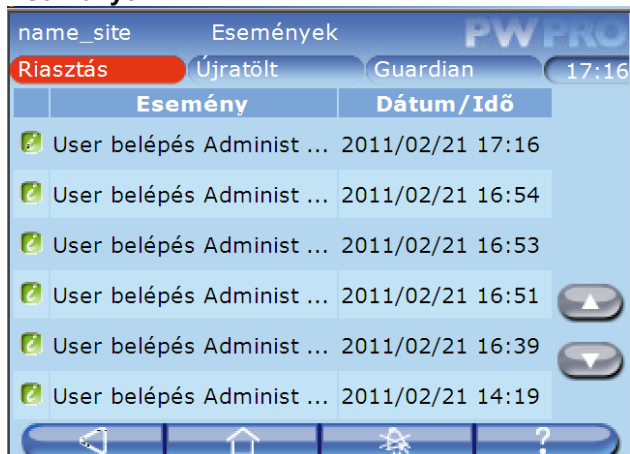 name_site Események PWPRO
Riasztás Újratölt Guardian 17:16
Esemény Dátum/Idõ
User belépés Administ ... 2011/02/21 17:16
User belépés Administ ... 2011/02/21 16:54
User belépés Administ ... 2011/02/21 16:53
User belépés Administ ... 2011/02/21 16:51
User belépés Administ ... 2011/02/21 16:39
User belépés Administ ... 2011/02/21 14:19
?